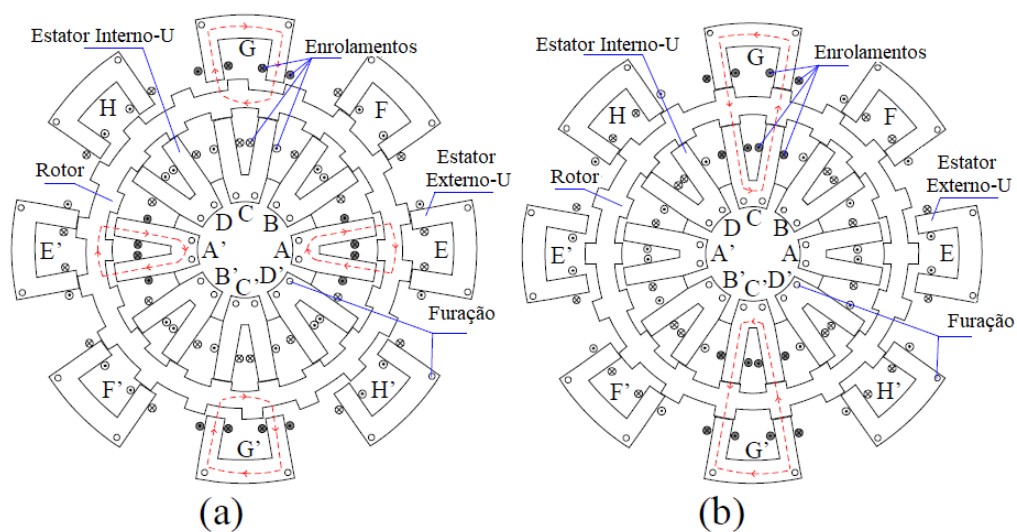 Estator Interno-U
Enrolamentos
G
H
F
Rotor
Estator
Externo-U
D
C
B
E'
A'
A
E
B'
C'
D'
Furação
F'
G'
H'
(a)
Estator Interno-U
Enrolamentos
G
H
F
Rotor
Estator
Externo-U
D
C
B
E'
A'
A
E
B'
C'
D'
Furação
F'
G'
H'
(b)